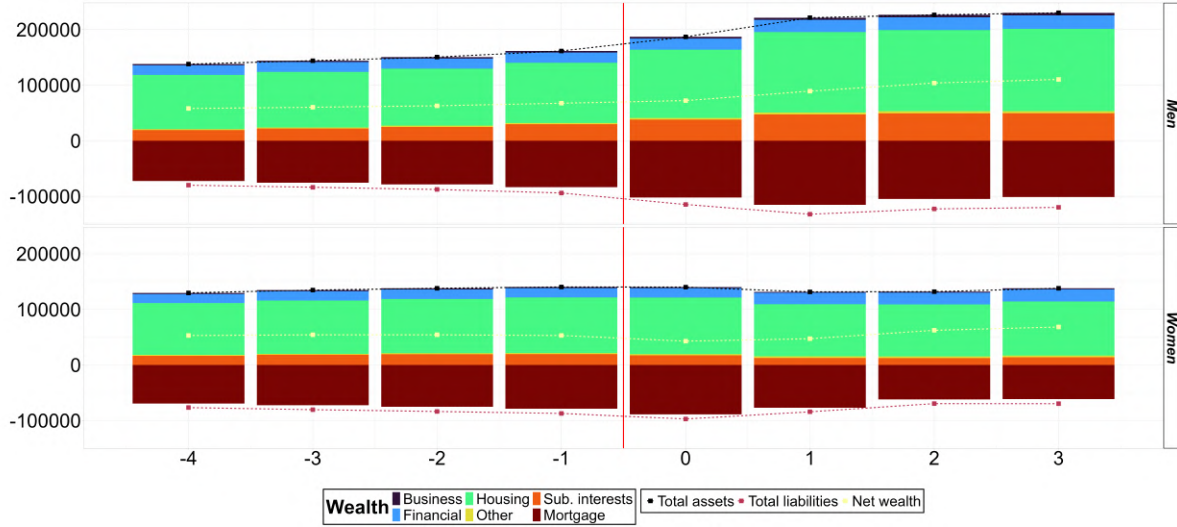 200000
100000
0
-100000
Men
200000
100000
0
-100000
Women
-4 -3 -2 -1 0 1 2 3
Wealth
Business Housing Sub. interests
Financial Other Mortgage
Total assets Total liabilities Net wealth